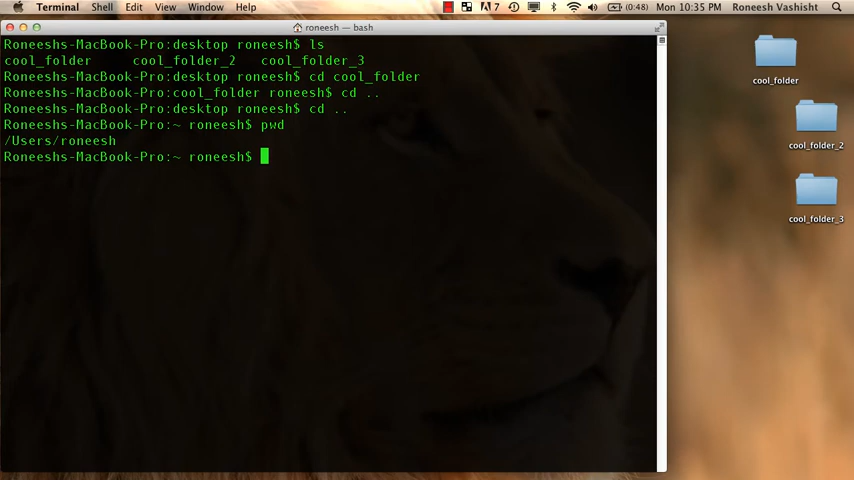 Terminal Shell Edit View Window Help 7 (0:48) Mon 10:35 PM Roneesh Vashisht
roneesh — bash
Roneeshs-MacBook-Pro:desktop roneesh$ ls
cool_folder cool_folder_2 cool_folder_3
Roneeshs-MacBook-Pro:desktop roneesh$ cd cool_folder
Roneeshs-MacBook-Pro:cool_folder roneesh$ cd ..
Roneeshs-MacBook-Pro:desktop roneesh$ cd ..
Roneeshs-MacBook-Pro:~ roneesh$ pwd
/Users/roneesh
Roneeshs-MacBook-Pro:~ roneesh$
cool_folder
cool_folder_2
cool_folder_3